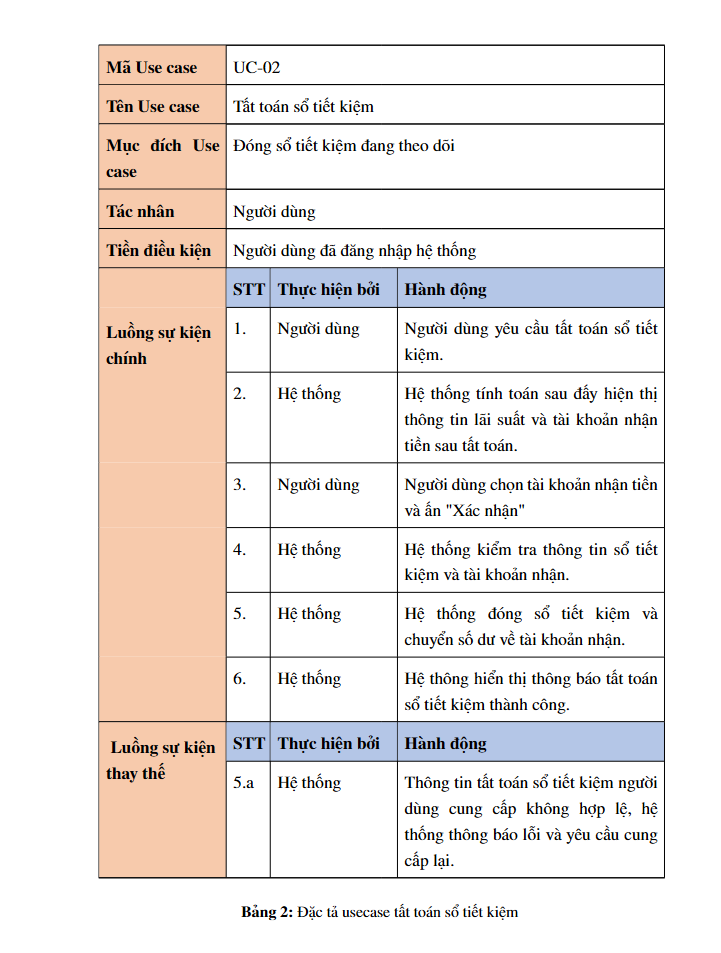 Mã Use case UC-02
Tên Use case Tất toán sổ tiết kiệm
Mục đích Use Đóng sổ tiết kiệm đang theo dõi
case
Tác nhân Người dùng
Tiền điều kiện Người dùng đã đăng nhập hệ thống
STT Thực hiện bởi Hành động
Luồng sự kiện
chính
1. Người dùng Người dùng yêu cầu tất toán sổ tiết
kiệm.
2. Hệ thống Hệ thống tính toán sau đấy hiện thị
thông tin lãi suất và tài khoản nhận
tiền sau tất toán.
3. Người dùng Người dùng chọn tài khoản nhận tiền
và ấn "Xác nhận"
4. Hệ thống Hệ thống kiểm tra thông tin sổ tiết
kiệm và tài khoản nhận.
5. Hệ thống Hệ thống đóng sổ tiết kiệm và
chuyển số dư về tài khoản nhận.
6. Hệ thống Hệ thông hiển thị thông báo tất toán
sổ tiết kiệm thành công.
Luồng sự kiện
thay thế
STT Thực hiện bởi Hành động
5.a Hệ thống Thông tin tất toán sổ tiết kiệm người
dùng cung cấp không hợp lệ, hệ
thống thông báo lỗi và yêu cầu cung
cấp lại.
Bảng 2: Đặc tả usecase tất toán sổ tiết kiệm